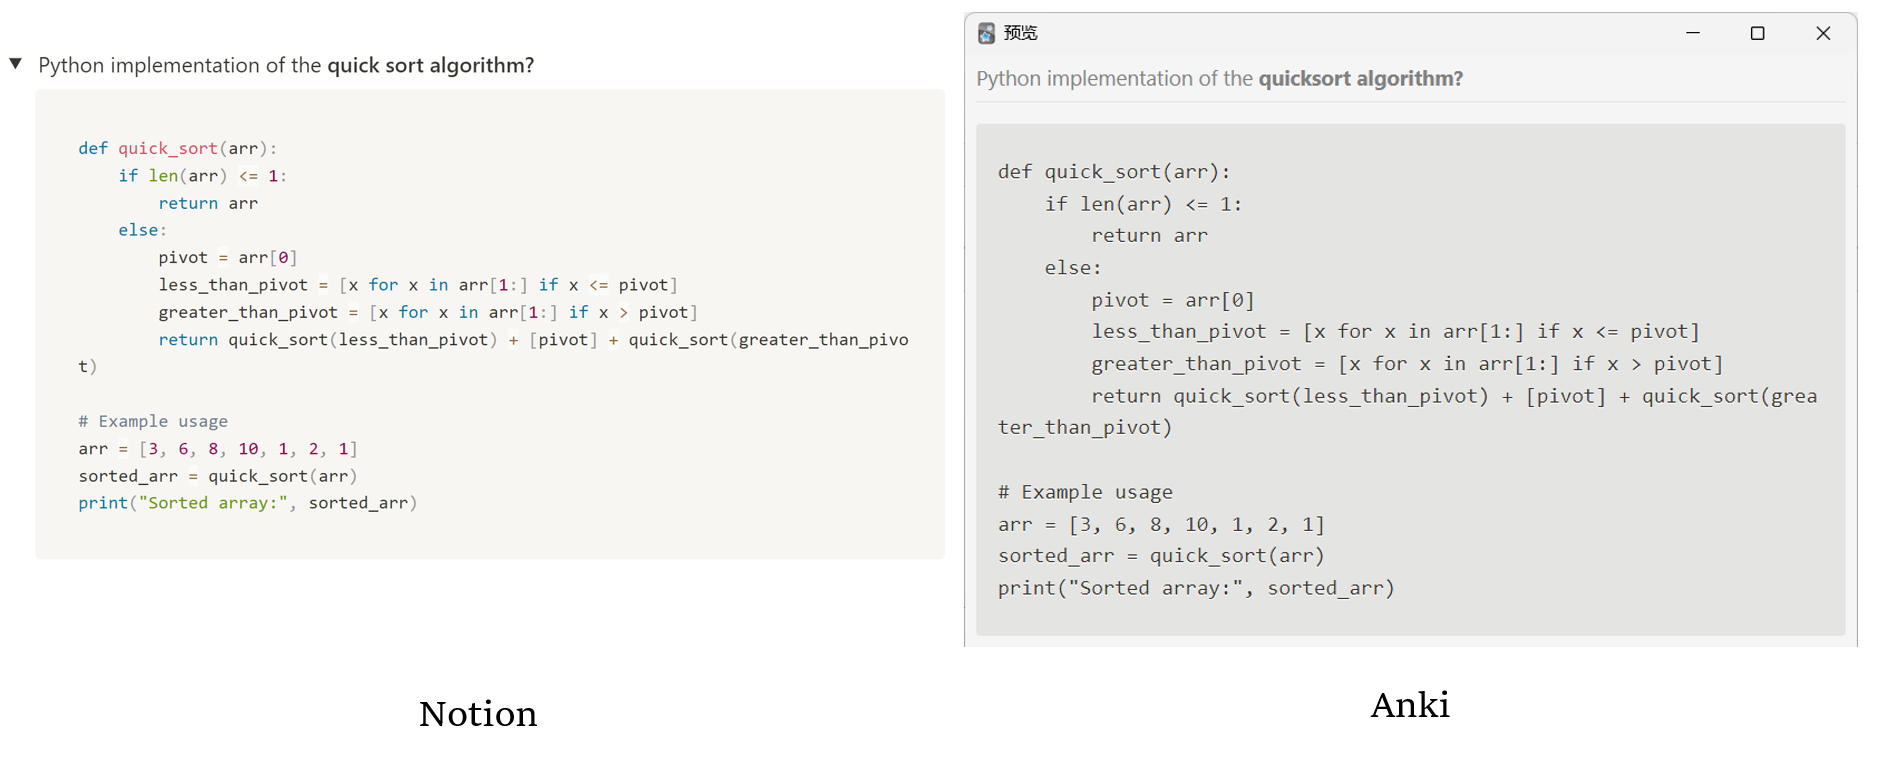 Python implementation of the quick sort algorithm?
def quick_sort(arr):
    if len(arr) <= 1:
        return arr
    else:
        pivot = arr[0]
        less_than_pivot = [x for x in arr[1:] if x <= pivot]
        greater_than_pivot = [x for x in arr[1:] if x > pivot]
        return quick_sort(less_than_pivot) + [pivot] + quick_sort(greater_than_pivo
t)
# Example usage
arr = [3, 6, 8, 10, 1, 2, 1]
sorted_arr = quick_sort(arr)
print("Sorted array:", sorted_arr)
Notion
预览
Python implementation of the quicksort algorithm?
def quick_sort(arr):
    if len(arr) <= 1:
        return arr
    else:
        pivot = arr[0]
        less_than_pivot = [x for x in arr[1:] if x <= pivot]
        greater_than_pivot = [x for x in arr[1:] if x > pivot]
        return quick_sort(less_than_pivot) + [pivot] + quick_sort(grea
ter_than_pivot)
# Example usage
arr = [3, 6, 8, 10, 1, 2, 1]
sorted_arr = quick_sort(arr)
print("Sorted array:", sorted_arr)
Anki